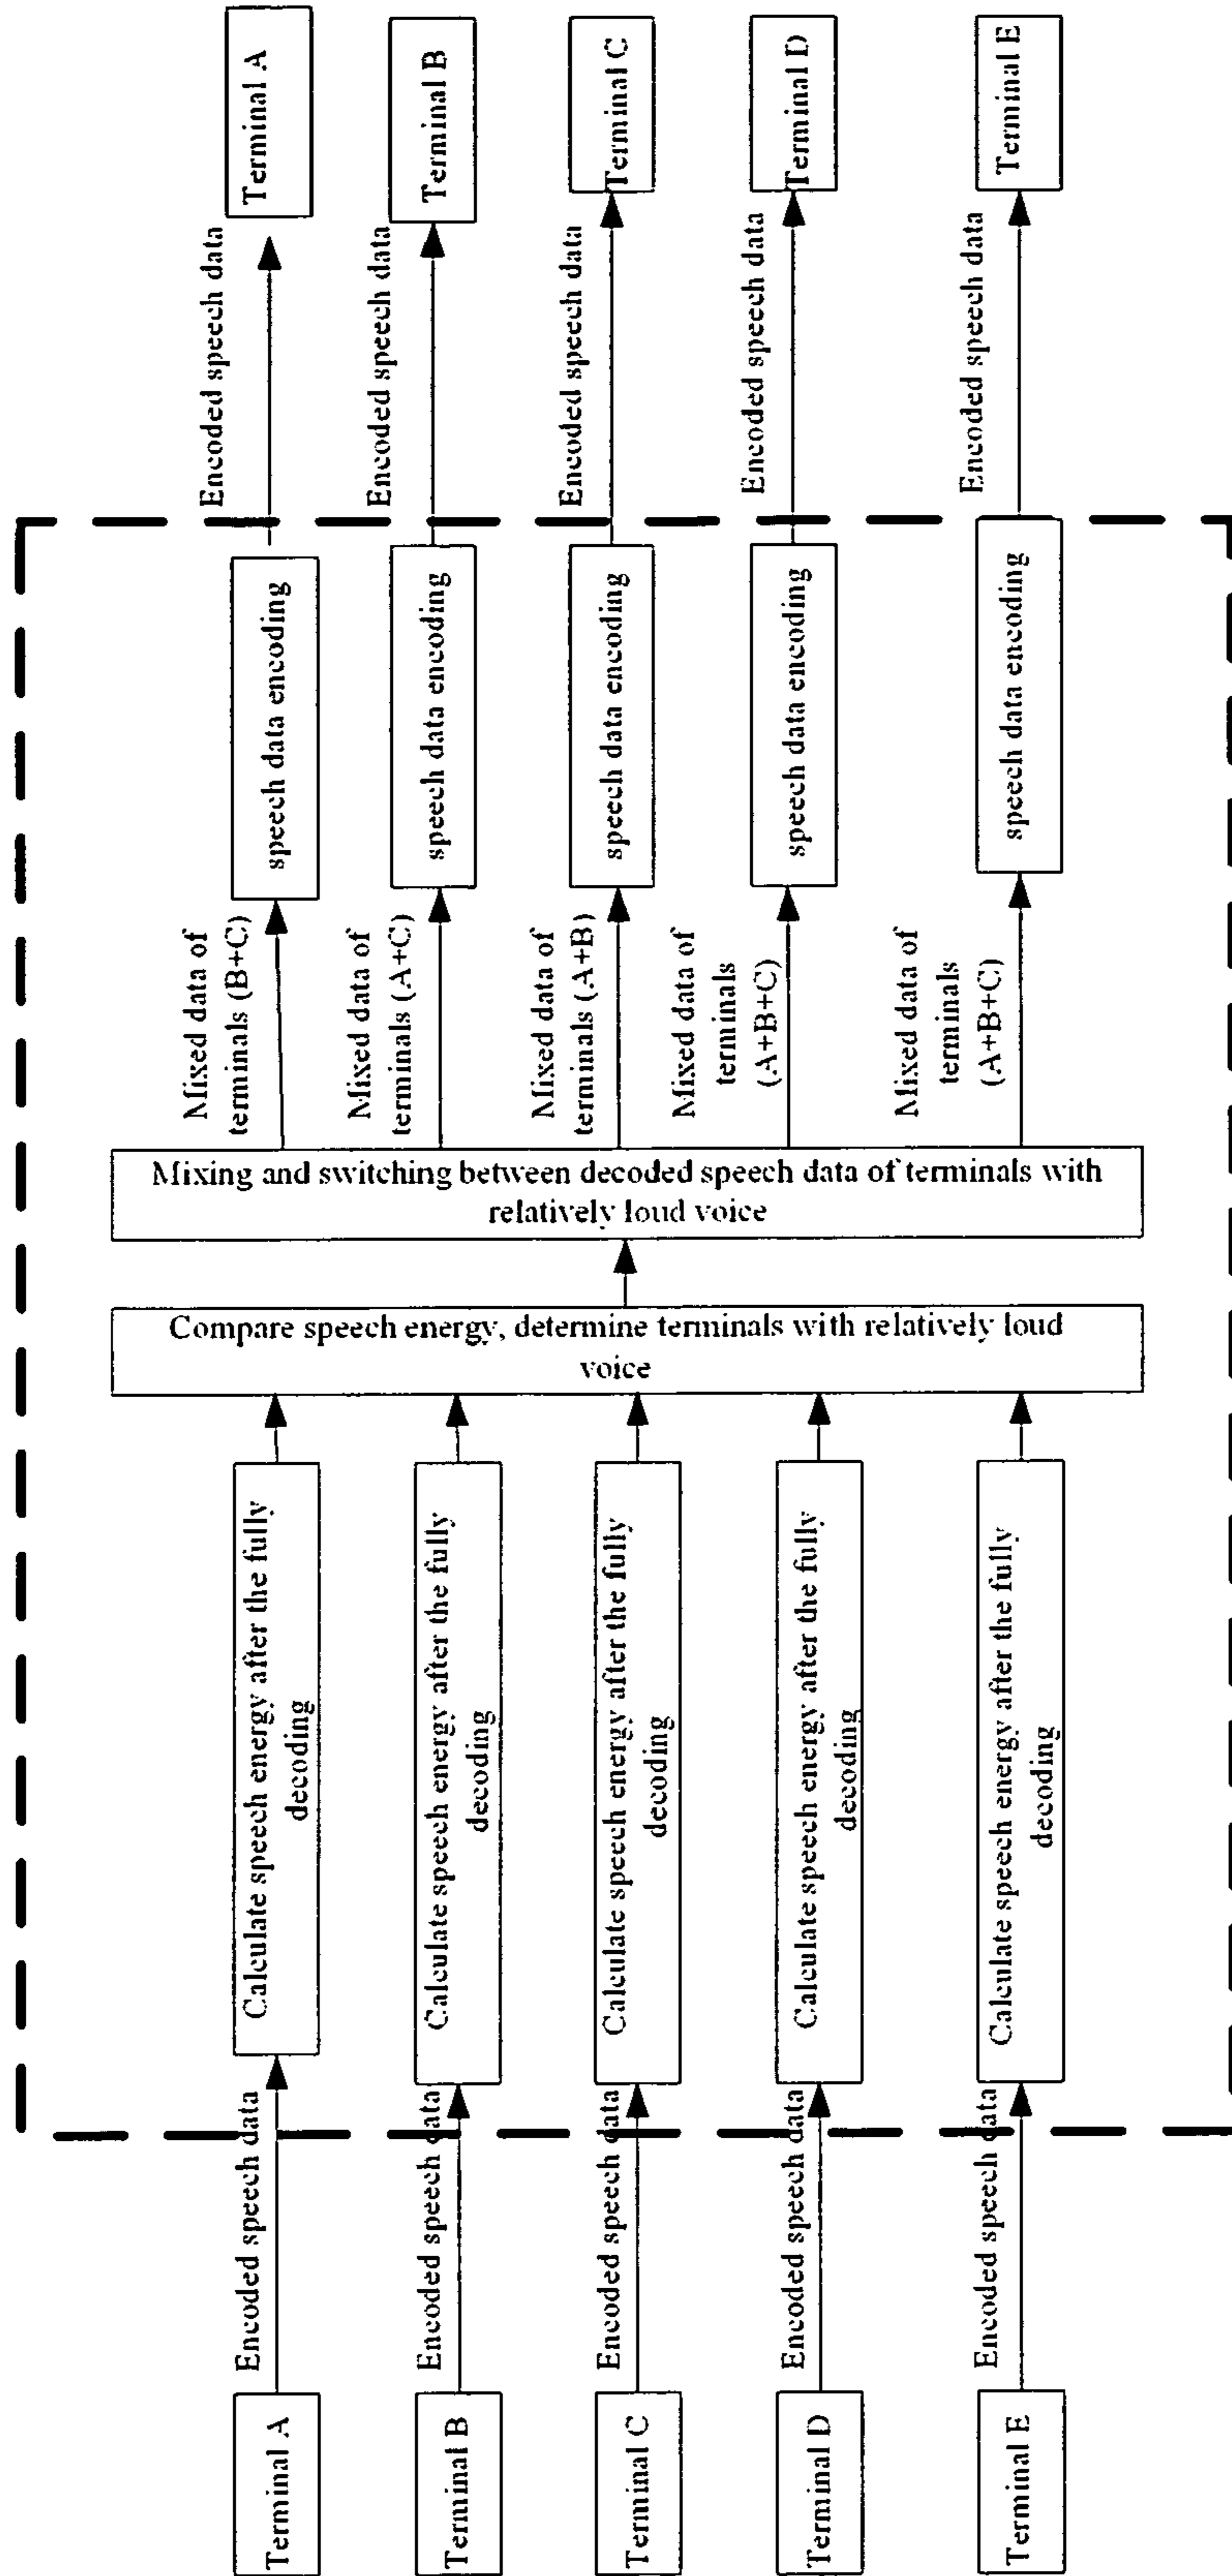 Terminal A
Encoded speech data
Calculate speech energy after the fully
decoding
Terminal B
Encoded speech data
Calculate speech energy after the fully
decoding
Terminal C
Encoded speech data
Calculate speech energy after the fully
decoding
Terminal D
Encoded speech data
Calculate speech energy after the fully
decoding
Terminal E
Encoded speech data
Calculate speech energy after the fully
decoding
Compare speech energy, determine terminals with relatively loud
voice
Mixing and switching between decoded speech data of terminals with
relatively loud voice
Mixed data of
terminals (B+C)
speech data encoding
Encoded speech data
Terminal A
Mixed data of
terminals (A+C)
speech data encoding
Encoded speech data
Terminal B
Mixed data of
terminals (A+B)
speech data encoding
Encoded speech data
Terminal C
Mixed data of
terminals
(A+B+C)
speech data encoding
Encoded speech data
Terminal D
Mixed data of
terminals
(A+B+C)
speech data encoding
Encoded speech data
Terminal E